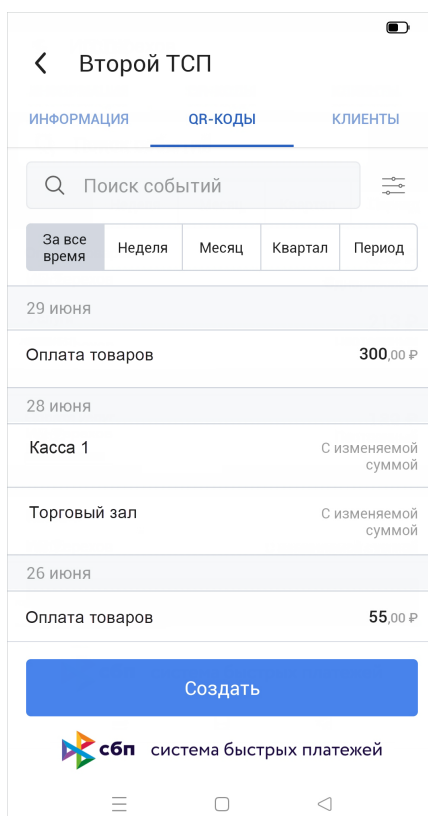 Второй ТСП
ИНФОРМАЦИЯ QR-КОДЫ КЛИЕНТЫ
Поиск событий
За все
время
Неделя Месяц Квартал Период
29 июня
Оплата товаров 300,00 ₽
28 июня
Касса 1 С изменяемой
суммой
Торговый зал С изменяемой
суммой
26 июня
Оплата товаров 55,00 ₽
Создать
сбп система быстрых платежей